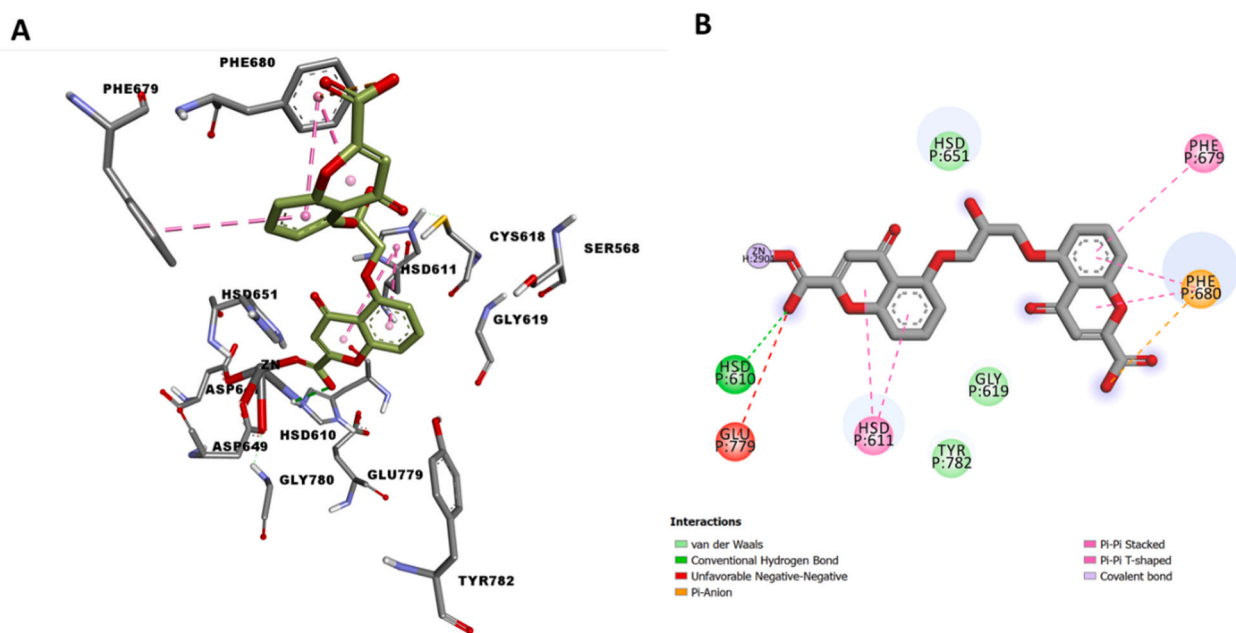 A
PHE680
PHE679
CYS618
SER568
HSD611
HSD651
GLY619
ZN
ASP6
ASP649
HSD610
GLY780
GLU779
TYR782
B
HSD
P:651
PHE
P:679
ZN
H:290
PHE
P:680
HSD
P:610
GLY
P:619
GLU
P:779
HSD
P:611
TYR
P:782
Interactions
van der Waals
Conventional Hydrogen Bond
Unfavorable Negative-Negative
Pi-Anion
Pi-Pi Stacked
Pi-Pi T-shaped
Covalent bond